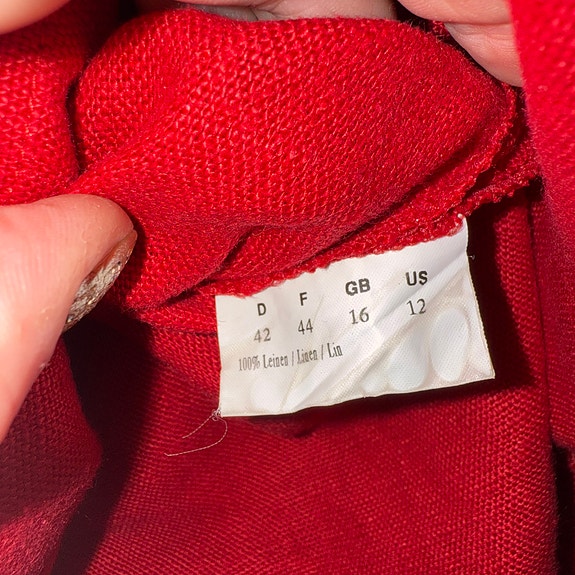 D F GB US
42 44 16 12
100% Leinen / Linen / Lin